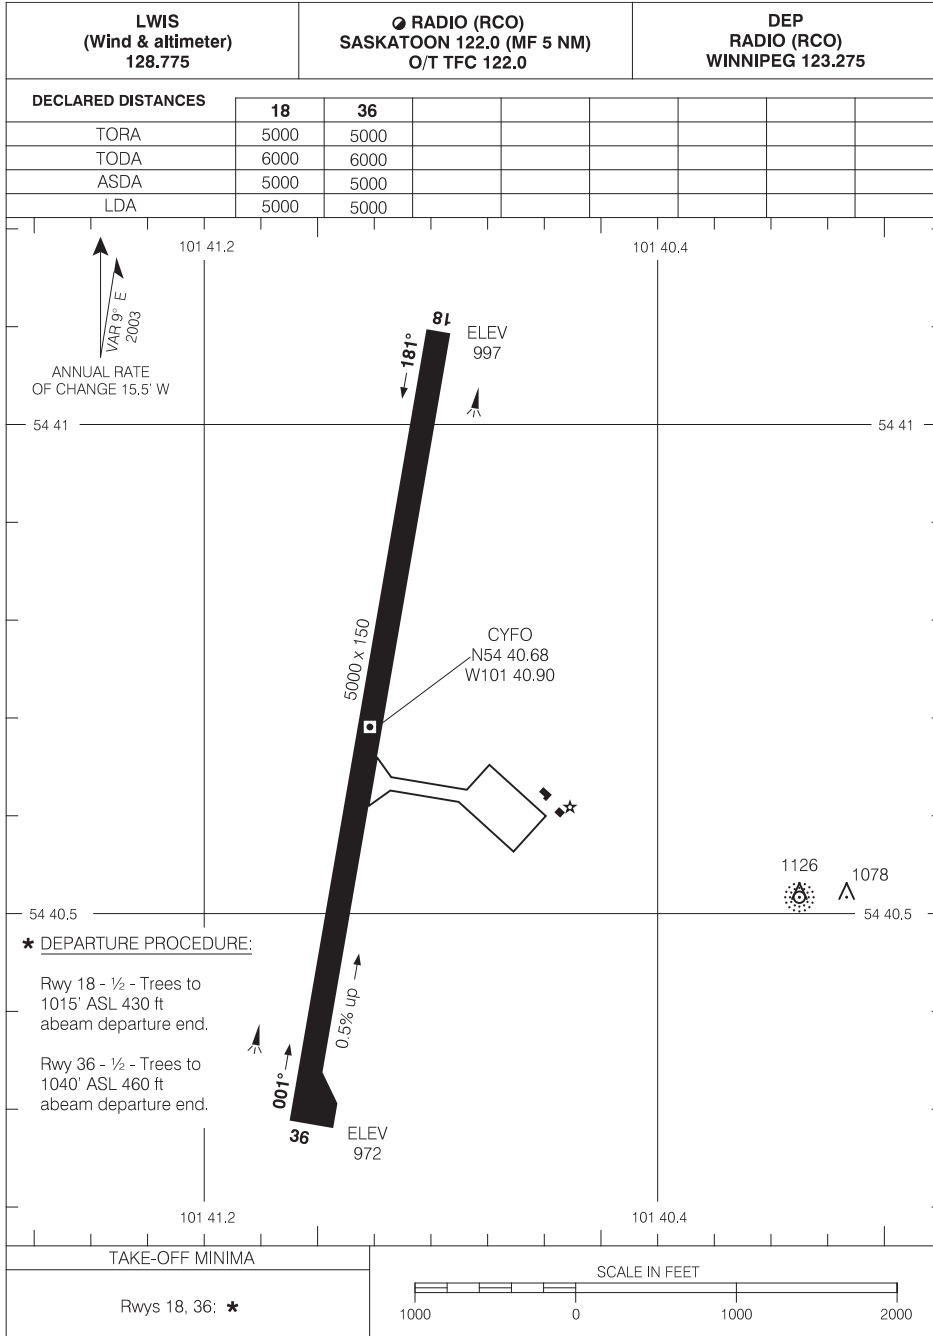 LWIS
(Wind & altimeter)
128.775
RADIO (RCO)
SASKATOON 122.0 (MF 5 NM)
O/T TFC 122.0
DEP
RADIO (RCO)
WINNIPEG 123.275
DECLARED DISTANCES
18 36
TORA 5000 5000
TODA 6000 6000
ASDA 5000 5000
LDA 5000 5000
101 41.2
101 40.4
VAR 9° E
2003
ANNUAL RATE
OF CHANGE 15.5' W
18
181°
ELEV
997
54 41
54 41
5000 x 150
CYFO
N54 40.68
W101 40.90
1126
1078
54 40.5
54 40.5
* DEPARTURE PROCEDURE:
Rwy 18 - ½ - Trees to
1015' ASL 430 ft
abeam departure end.
Rwy 36 - ½ - Trees to
1040' ASL 460 ft
abeam departure end.
0.5% up
001°
36
ELEV
972
101 41.2
101 40.4
TAKE-OFF MINIMA
Rwys 18, 36: *
SCALE IN FEET
1000 0 1000 2000